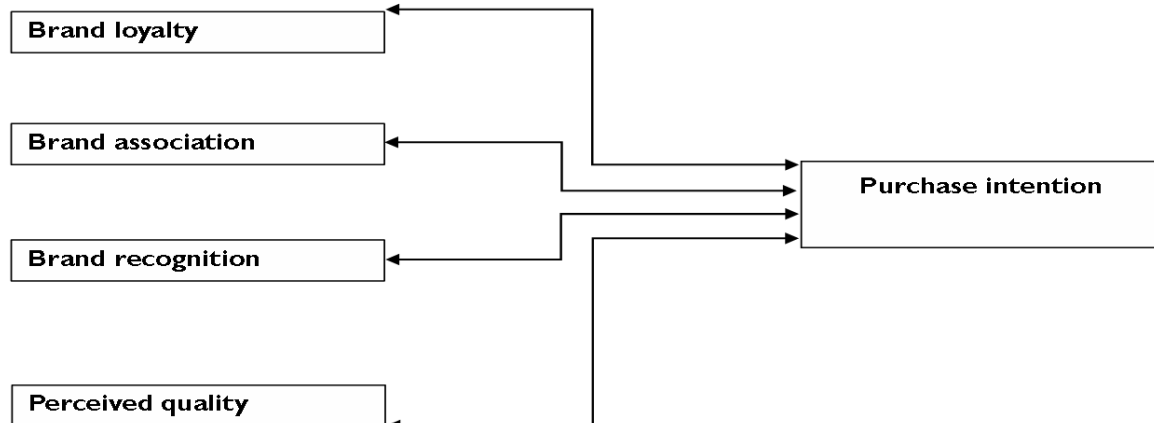 Brand loyalty
Brand association
Purchase intention
Brand recognition
Perceived quality